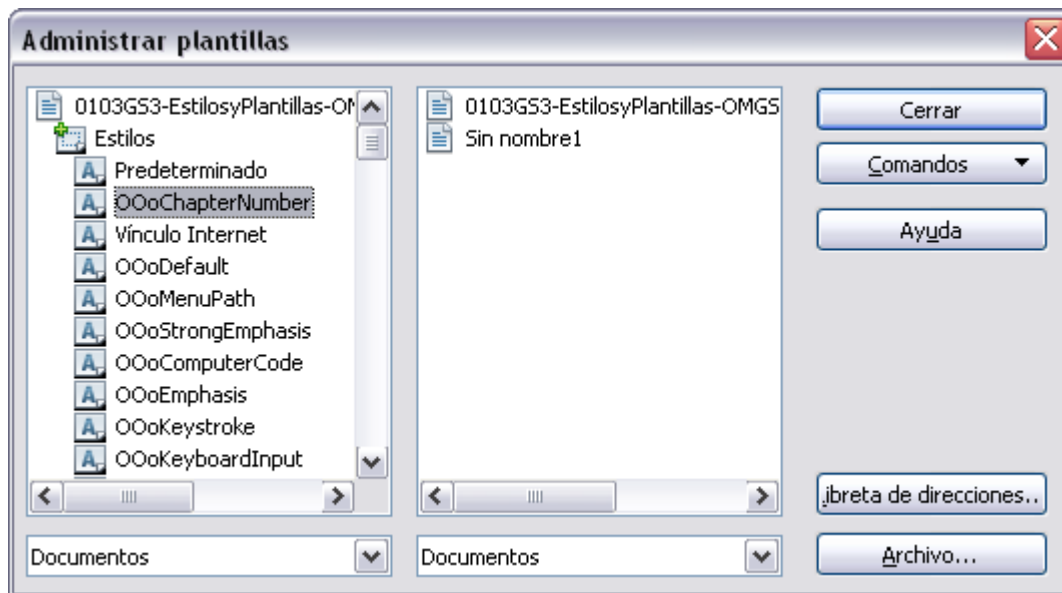 Administrar plantillas
0103GS3-EstilosyPlantillas-OM
Estilos
Predeterminado
OOoChapterNumber
Vínculo Internet
OOoDefault
OOoMenuPath
OOoStrongEmphasis
OOoComputerCode
OOoEmphasis
OOoKeystroke
OOoKeyboardInput
Documentos
0103GS3-EstilosyPlantillas-OMGS
Sin nombre1
Documentos
Cerrar
Comandos
Ayuda
ibreta de direcciones..
Archivo...